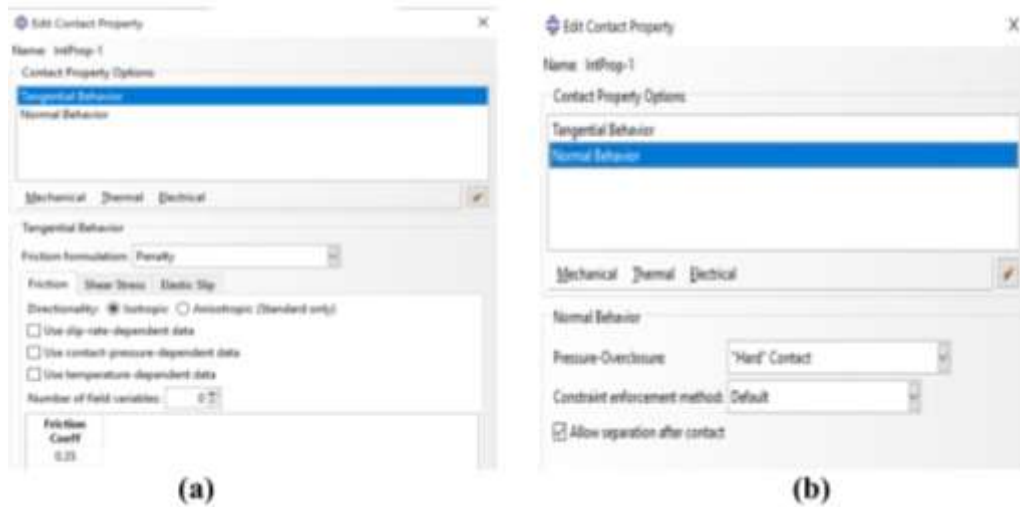 Edit Contact Property
Name: IntProp-1
Contact Property Options
Tangential Behavior
Normal Behavior
Mechanical Thermal Electrical
Tangential Behavior
Friction formulation: Penalty
Friction Shear Stress Elastic Slip
Directionality: Isotropic Anisotropic (Standard only)
Use slip-rate-dependent data
Use contact-pressure-dependent data
Use temperature-dependent data
Number of field variables: 0
Friction
Coeff
(a)
Edit Contact Property
Name: IntProp-1
Contact Property Options
Tangential Behavior
Normal Behavior
Mechanical Thermal Electrical
Normal Behavior
Pressure-Overclosure: "Hard" Contact
Constraint enforcement method: Default
Allow separation after contact
(b)